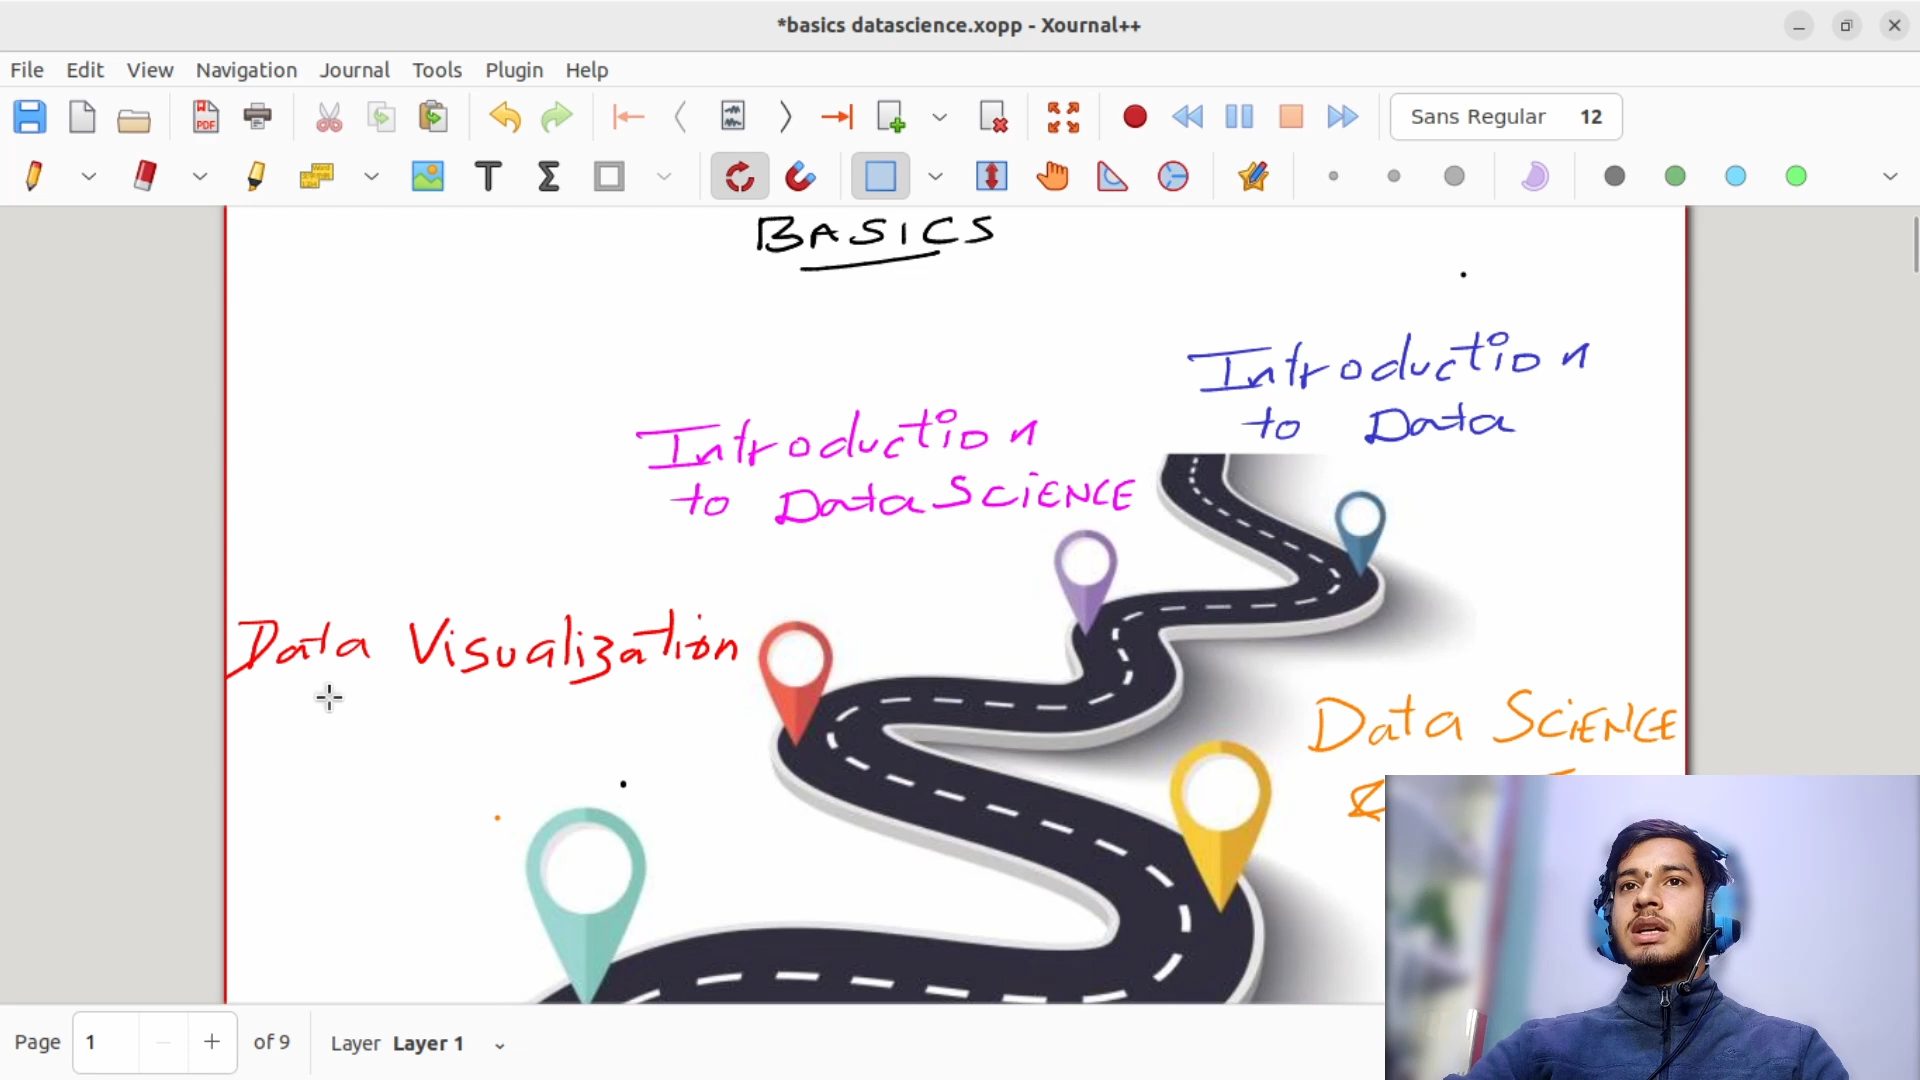 *basics datascience.xopp - Xournal++
File Edit View Navigation Journal Tools Plugin Help
PDF
Sans Regular 12
T Σ
BASICS
Introduction
to Data
Introduction
to Data SCiENCE
Data Visualization
Data SCiENCE
&
Page 1 of 9 Layer Layer 1